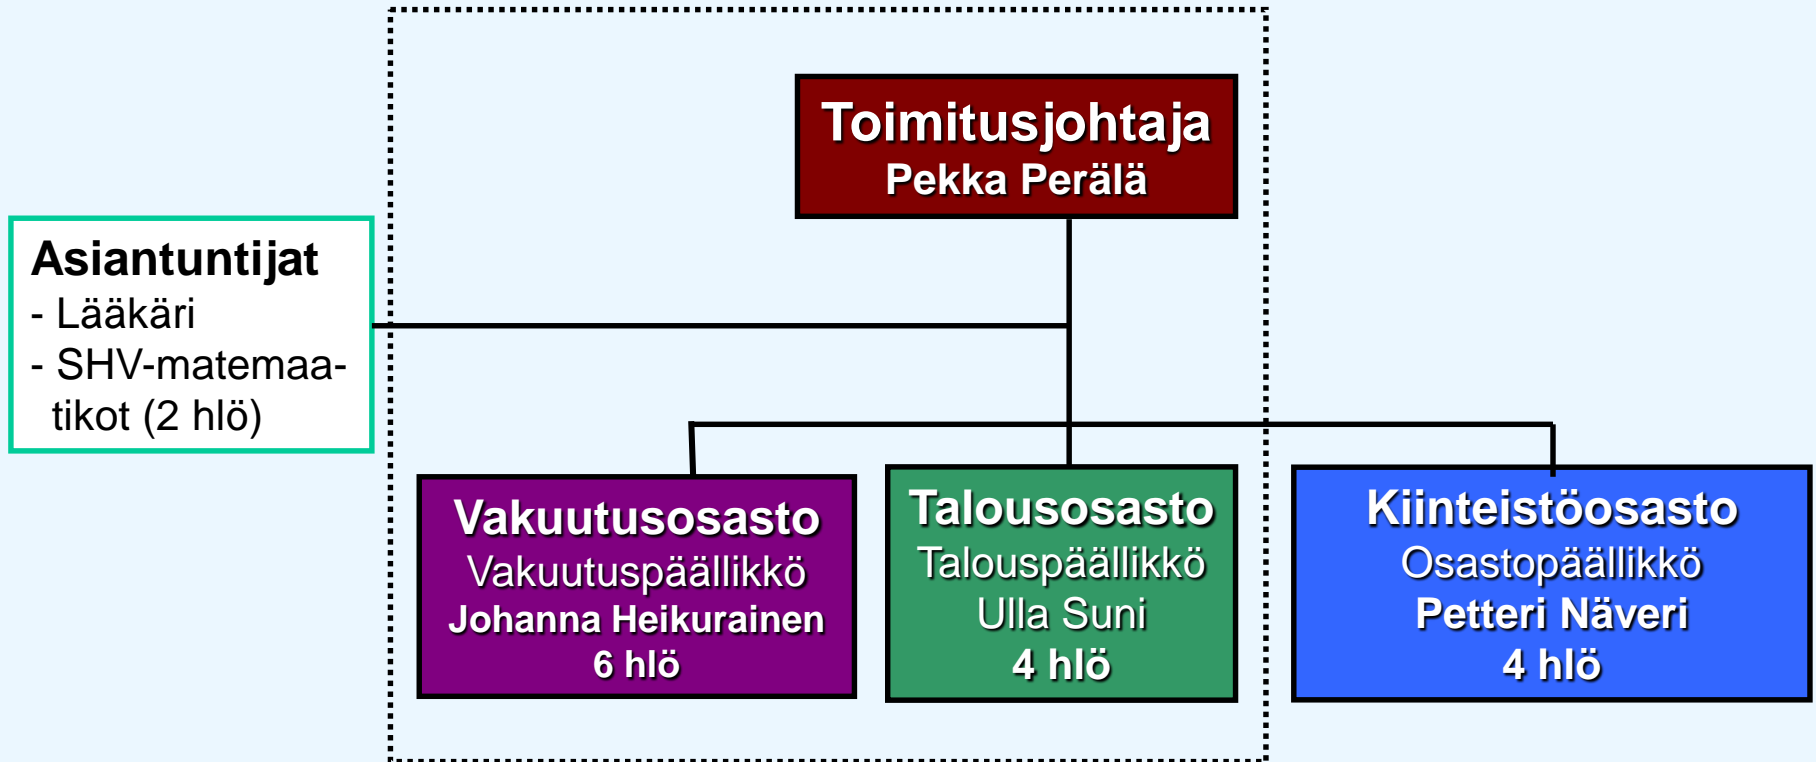 Toimitusjohtaja
Pekka Perälä
Asiantuntijat
- Lääkäri
- SHV-matemaa-
tikot (2 hlö)
Vakuutusosasto
Vakuutuspäällikkö
Johanna Heikurainen
6 hlö
Talousosasto
Talouspäällikkö
Ulla Suni
4 hlö
Kiinteistöosasto
Osastopäällikkö
Petteri Näveri
4 hlö